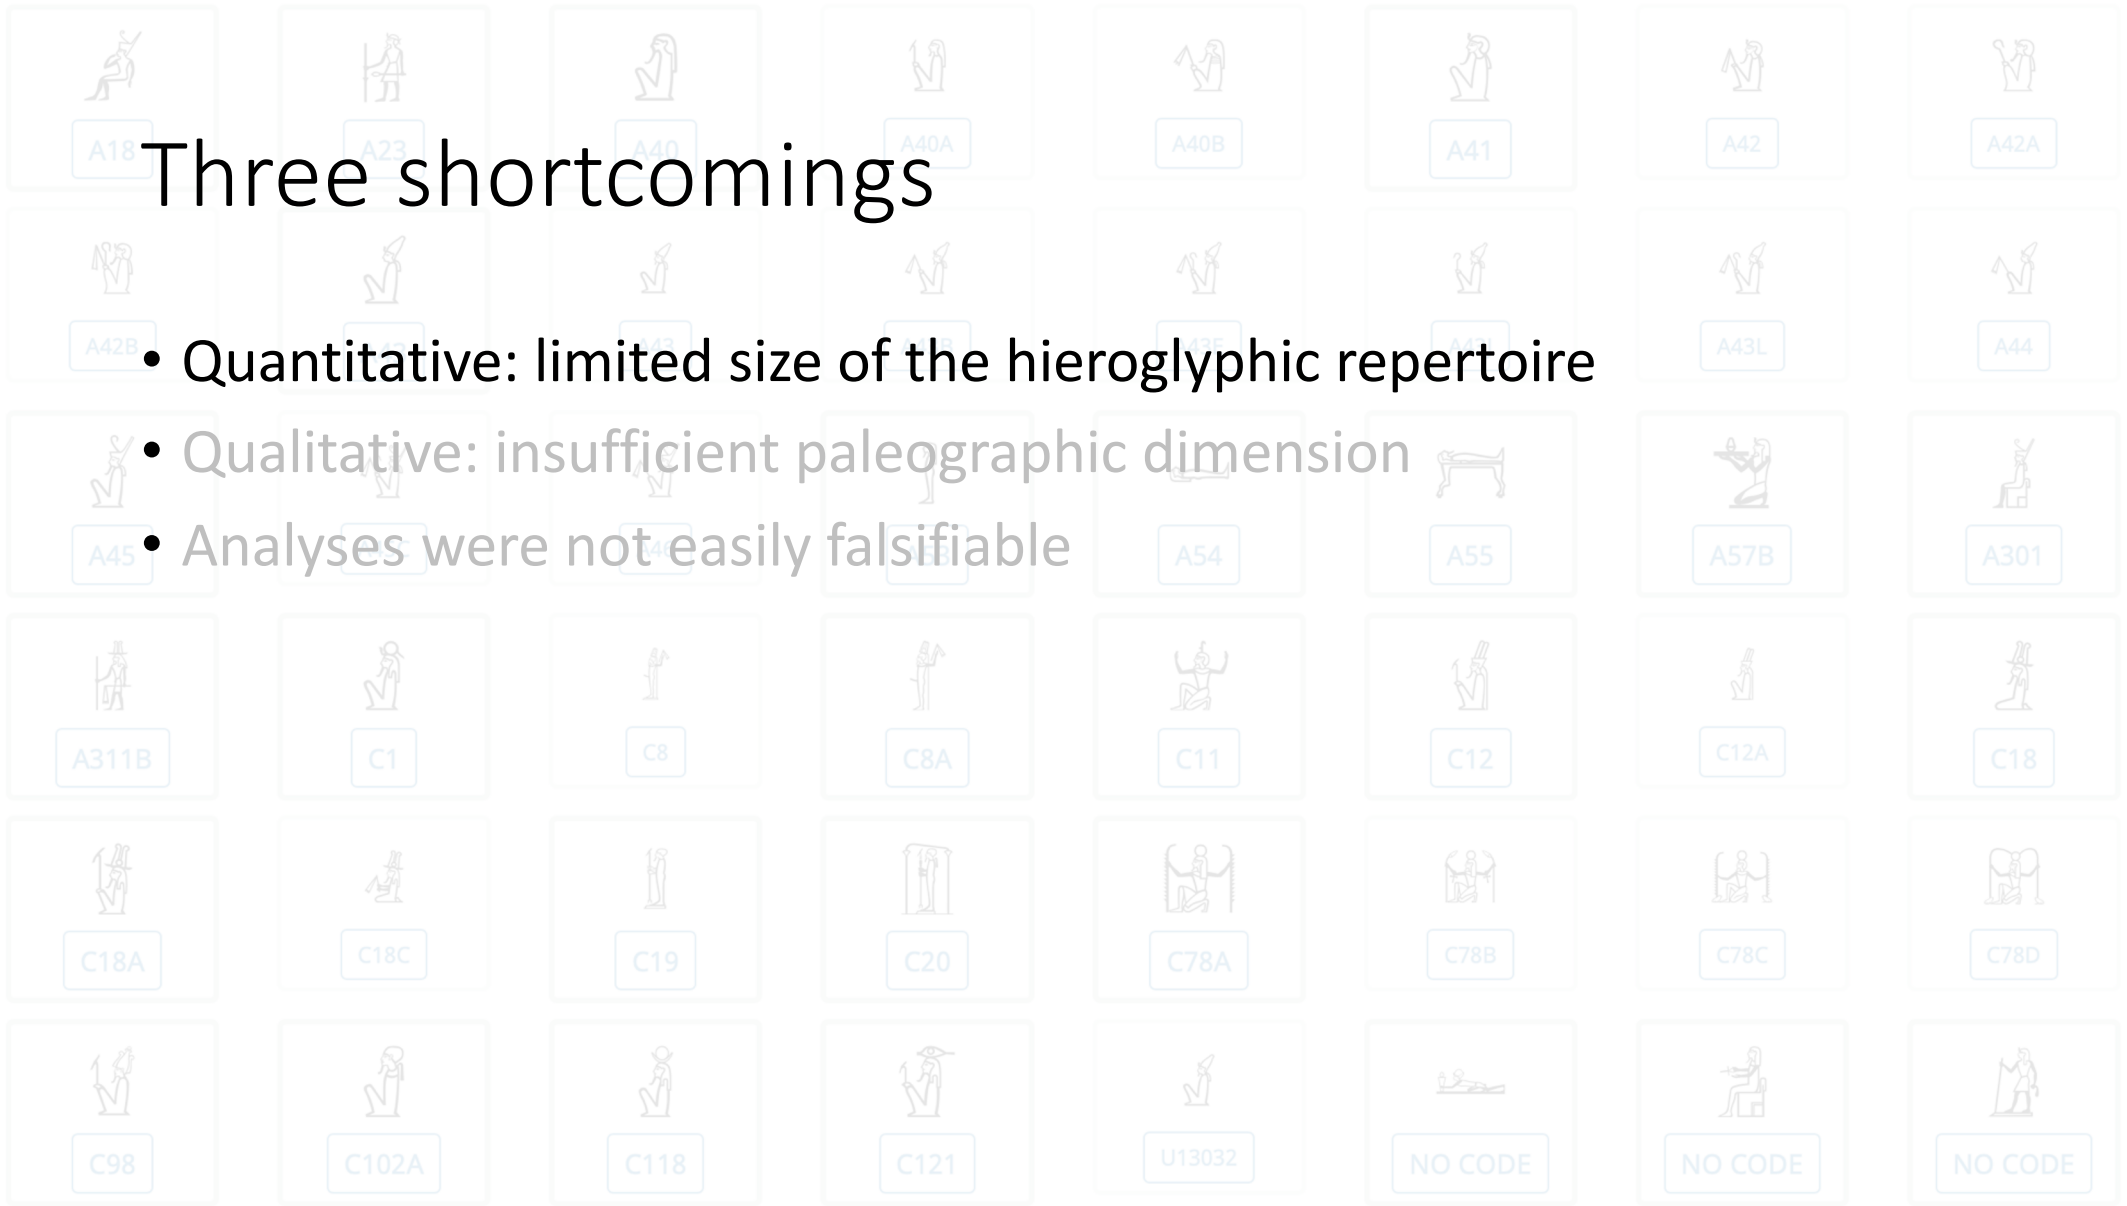 A18 A23 A40 A40A A40B A41 A42 A42A
Three shortcomings
A42B A43 A43L A44
• Quantitative: limited size of the hieroglyphic repertoire
• Qualitative: insufficient paleographic dimension
A45 A54 A55 A57B A301
• Analyses were not easily falsifiable
A311B C1 C8 C8A C11 C12 C12A C18
C18A C18C C19 C20 C78A C78B C78C C78D
C98 C102A C118 C121 U13032 NO CODE NO CODE NO CODE